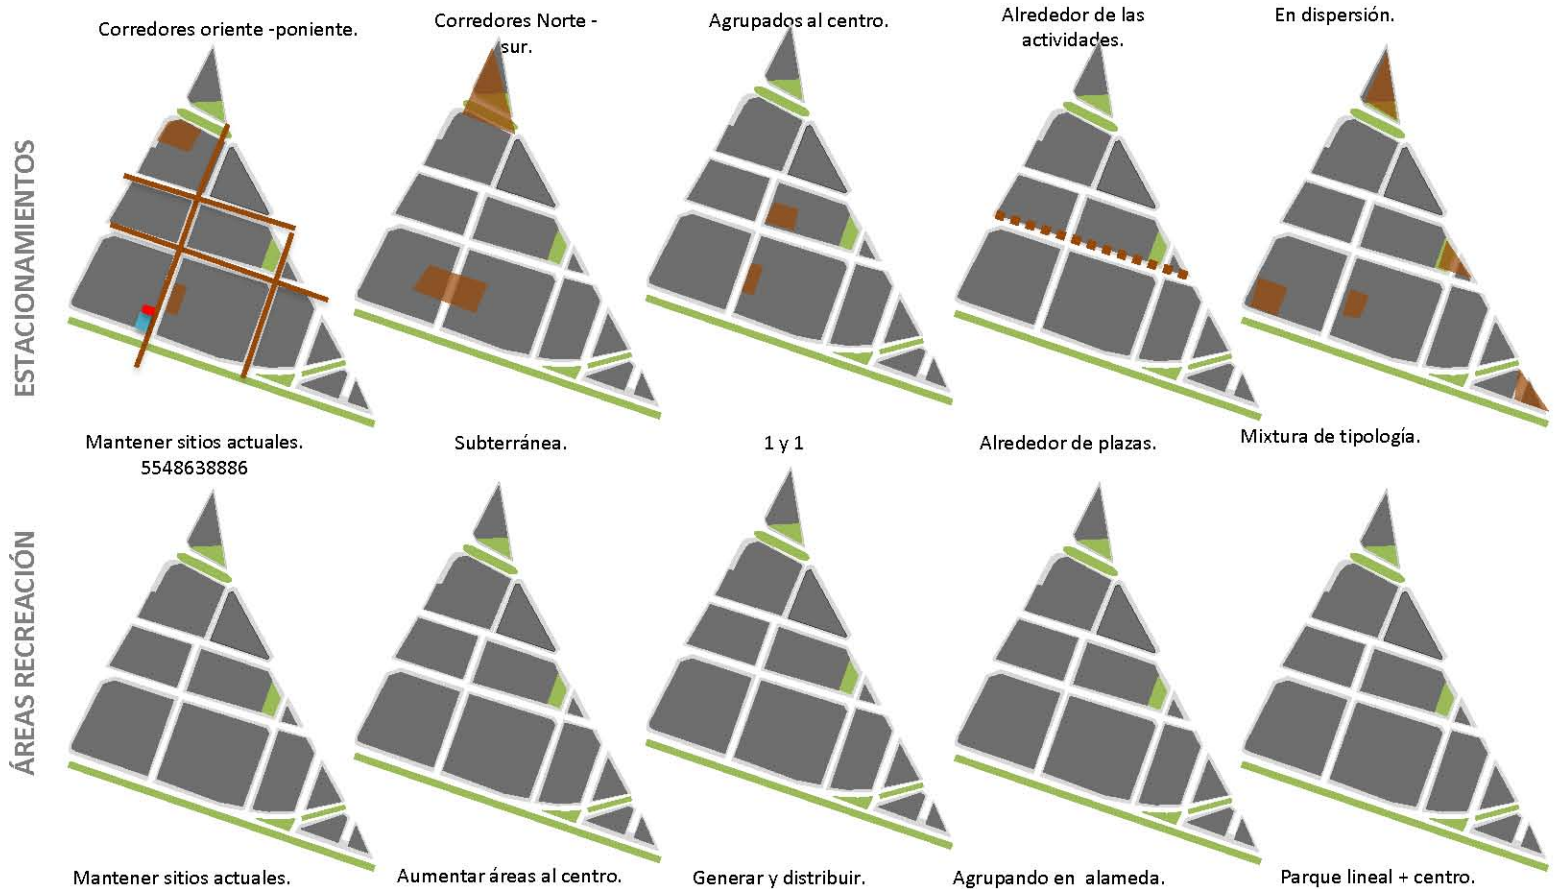 Corredores oriente -poniente.
Corredores Norte -
sur.
Agrupados al centro.
Alrededor de las
actividades.
En dispersión.
ESTACIONAMIENTOS
Mantener sitios actuales.
5548638886
Subterránea.
1 y 1
Alrededor de plazas.
Mixtura de tipología.
ÁREAS RECREACIÓN
Mantener sitios actuales.
Aumentar áreas al centro.
Generar y distribuir.
Agrupando en alameda.
Parque lineal + centro.